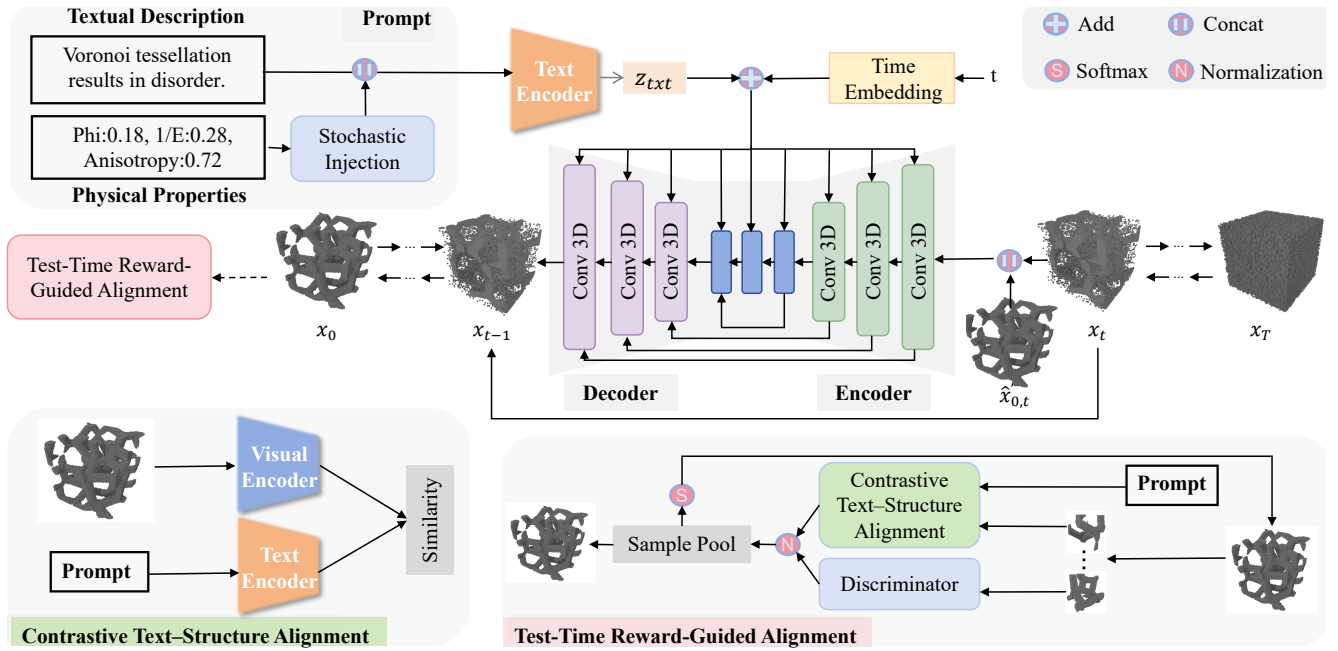 Textual Description
Prompt
Voronoi tessellation
results in disorder.
Phi:0.18, 1/E:0.28,
Anisotropy:0.72
Physical Properties
Stochastic
Injection
Text
Encoder
z_{txt}
Time
Embedding
t
Add
Concat
S
Softmax
N
Normalization
Test-Time Reward-
Guided Alignment
x_0
...
...
x_{t-1}
Conv 3D
Conv 3D
Conv 3D
Conv 3D
Conv 3D
Conv 3D
Decoder
Encoder
x̂'_{0,t}
x_t
...
...
x_T
Visual
Encoder
Prompt
Text
Encoder
Similarity
Contrastive Text–Structure Alignment
S
Sample Pool
N
Contrastive
Text–Structure
Alignment
Discriminator
Prompt
Test-Time Reward-Guided Alignment